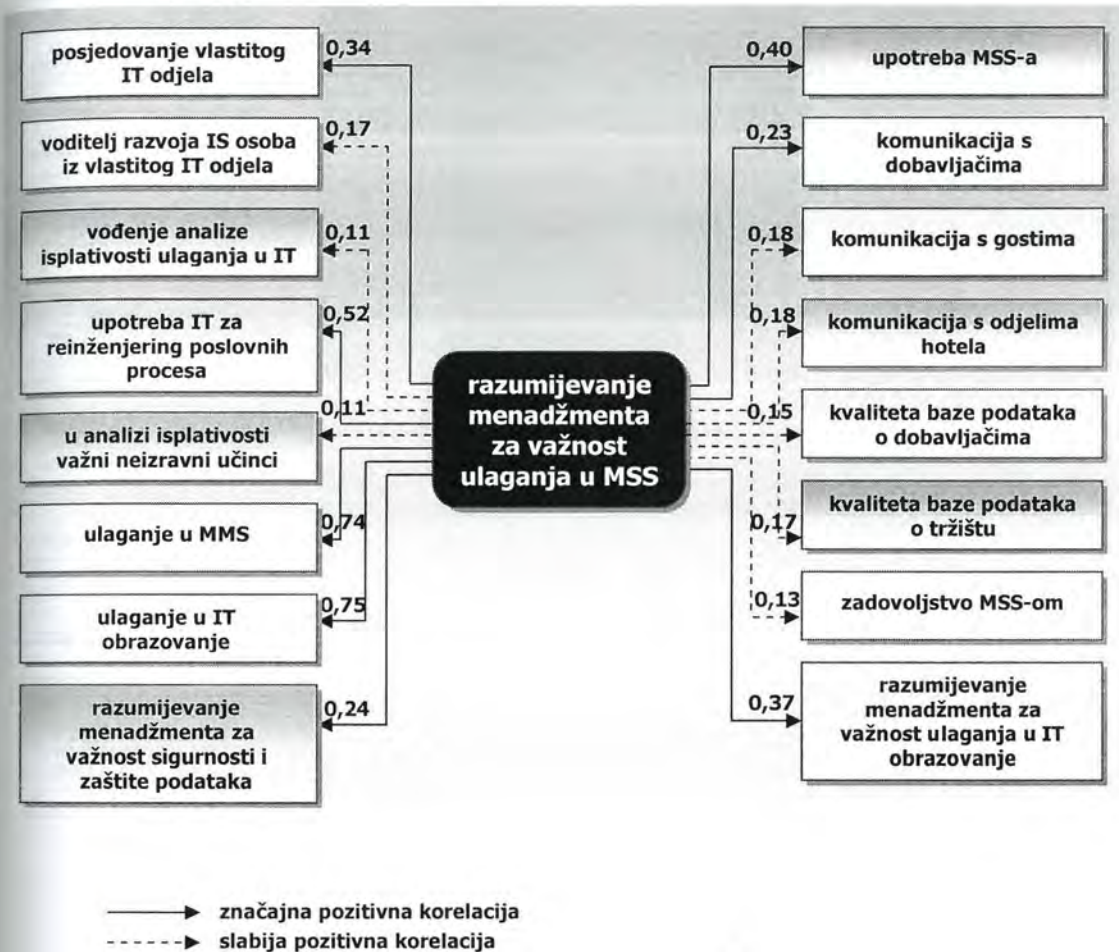 posjedovanje vlastitog
IT odjela
0,34
voditelj razvoja IS osoba
iz vlastitog IT odjela
0,17
vođenje analize
isplativosti ulaganja u IT
0,11
upotreba IT za
reinženjering poslovnih
procesa
0,52
u analizi isplativosti
važni neizravni učinci
0,11
ulaganje u MMS
0,74
ulaganje u IT
obrazovanje
0,75
razumijevanje
menadžmenta za
važnost sigurnosti i
zaštite podataka
0,24
razumijevanje
menadžmenta
za važnost
ulaganja u MSS
0,40
upotreba MSS-a
0,23
komunikacija s
dobavljačima
0,18
komunikacija s gostima
0,18
komunikacija s odjelima
hotela
0,15
kvaliteta baze podataka
o dobavljačima
0,17
kvaliteta baze podataka
o tržištu
0,13
zadovoljstvo MSS-om
0,37
razumijevanje
menadžmenta za
važnost ulaganja u IT
obrazovanje
značajna pozitivna korelacija
slabija pozitivna korelacija